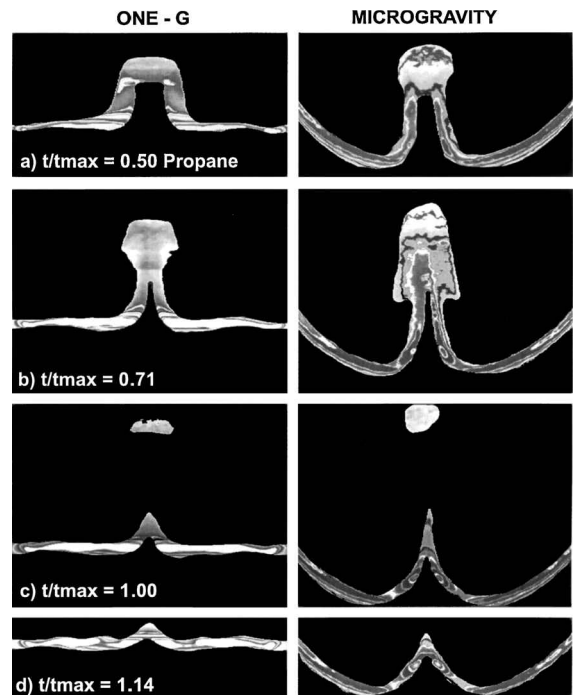 ONE - G
MICROGRAVITY
a) t/tmax = 0.50 Propane
b) t/tmax = 0.71
c) t/tmax = 1.00
d) t/tmax = 1.14